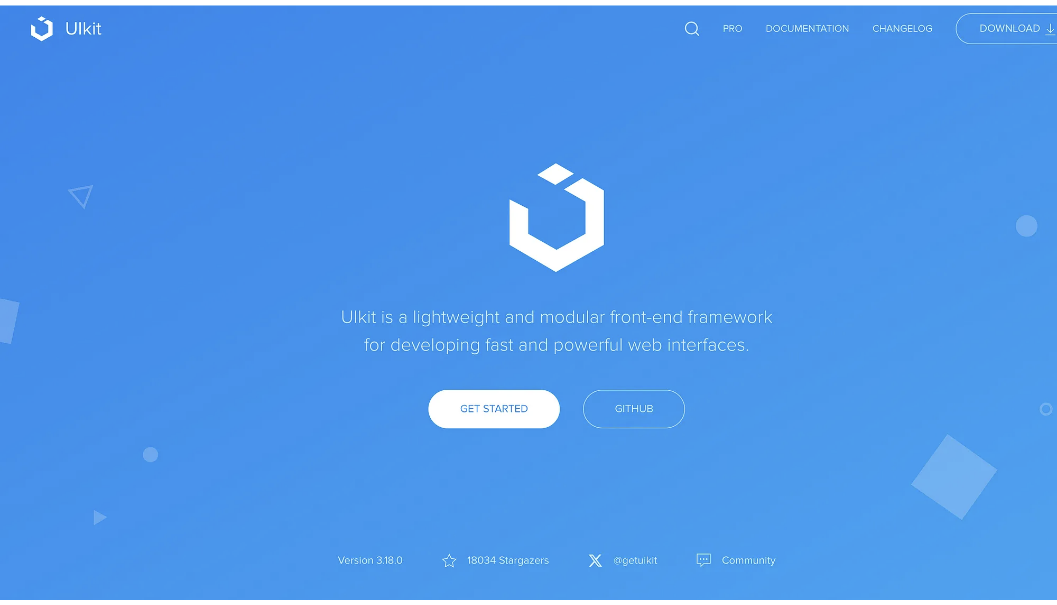 UIkit
PRO
DOCUMENTATION
CHANGELOG
DOWNLOAD
UIkit is a lightweight and modular front-end framework
for developing fast and powerful web interfaces.
GET STARTED
GITHUB
Version 3.18.0
18034 Stargazers
@getuikit
Community